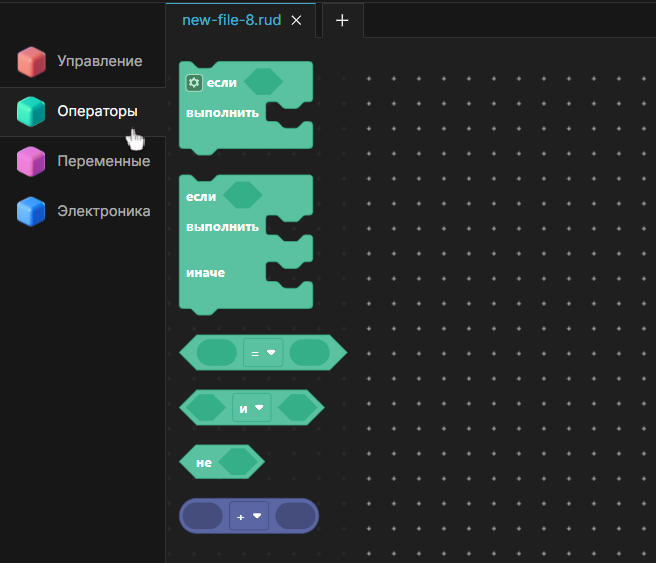 new-file-8.rud
Управление
Операторы
Переменные
Электроника
если
выполнить
если
выполнить
иначе
=
и
не
+